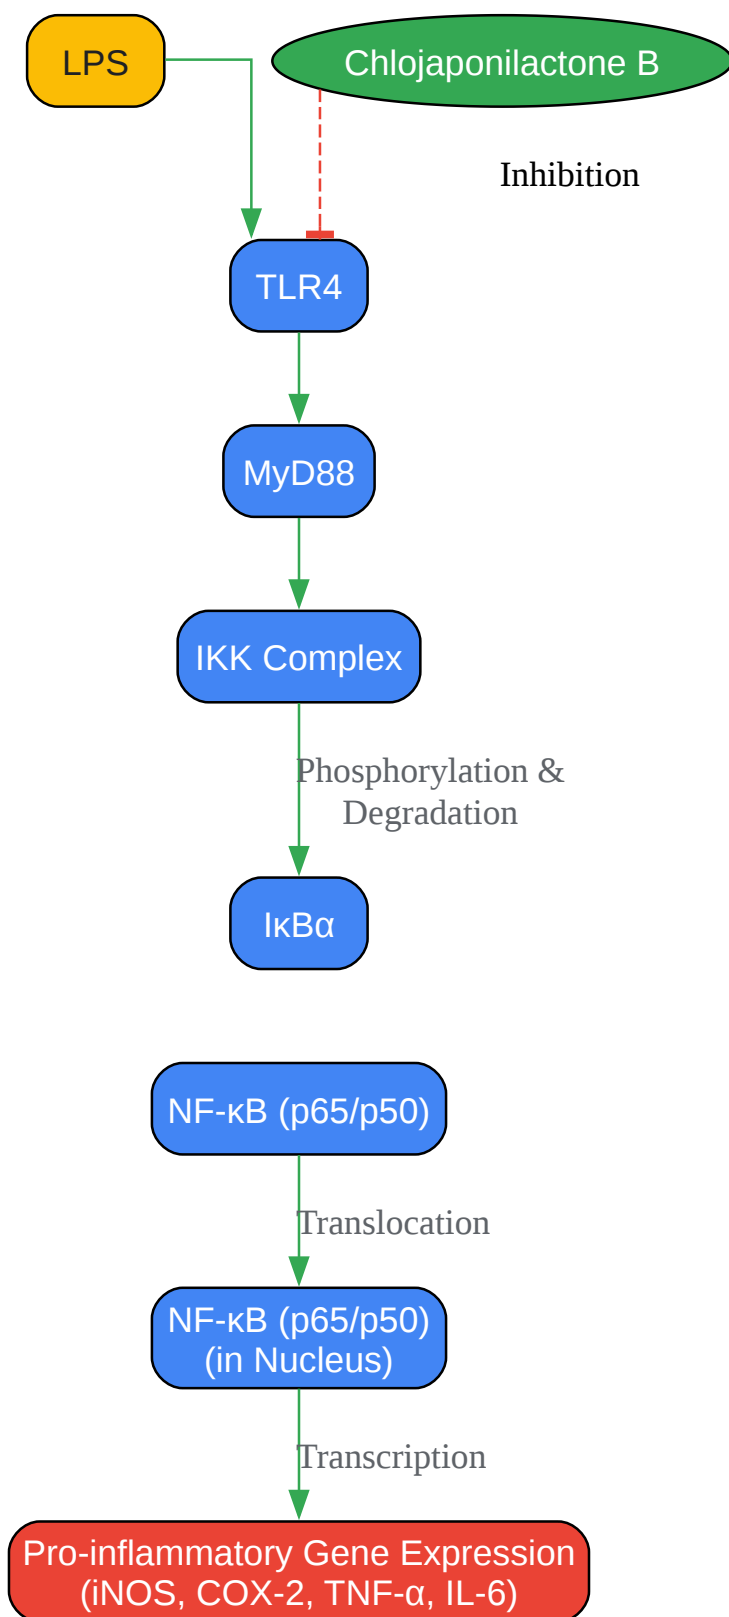 LPS
Chlojaponilactone B
Inhibition
TLR4
MyD88
IKK Complex
Phosphorylation &
Degradation
IκBα
NF-κB (p65/p50)
Translocation
NF-κB (p65/p50)
(in Nucleus)
Transcription
Pro-inflammatory Gene Expression
(iNOS, COX-2, TNF-α, IL-6)